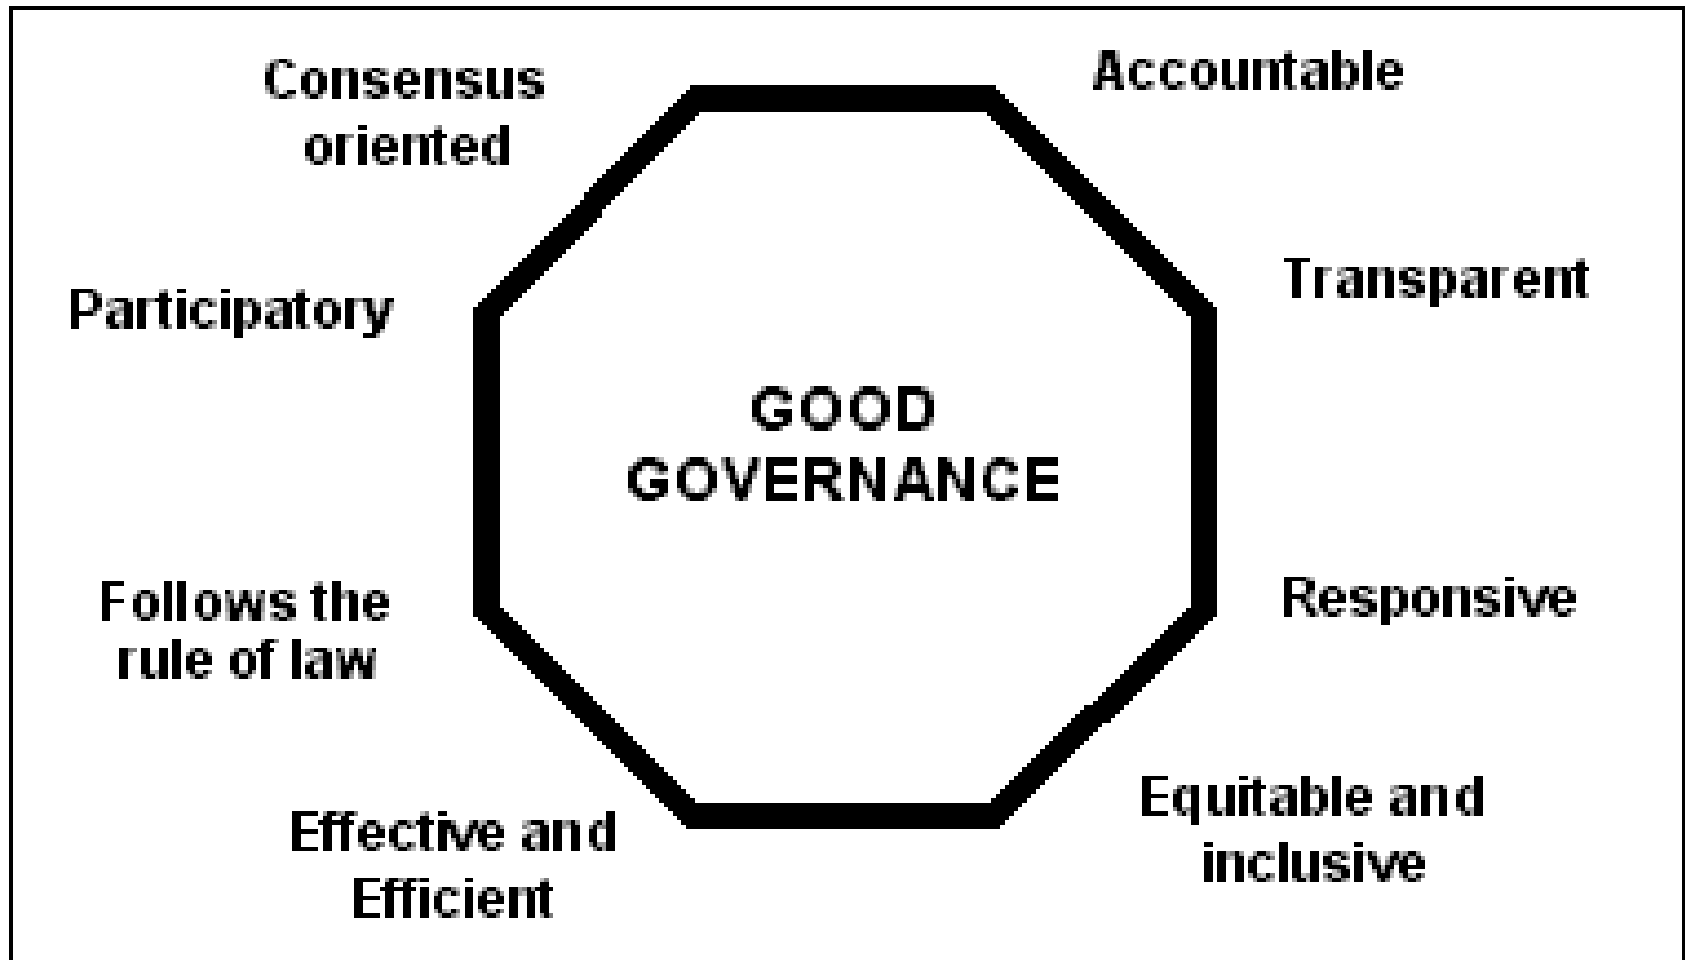 Consensus
oriented
Accountable
Participatory
Transparent
GOOD
GOVERNANCE
Follows the
rule of law
Responsive
Effective and
Efficient
Equitable and
inclusive